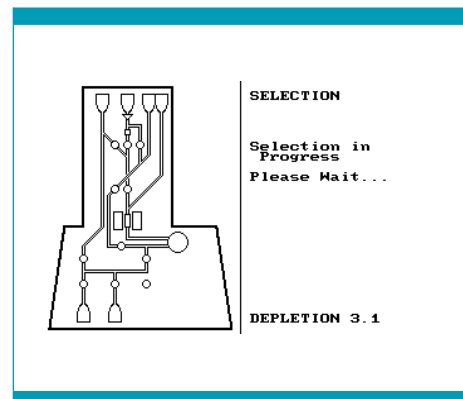 SELECTION
Selection in
Progress
Please Wait...
DEPLETION 3.1